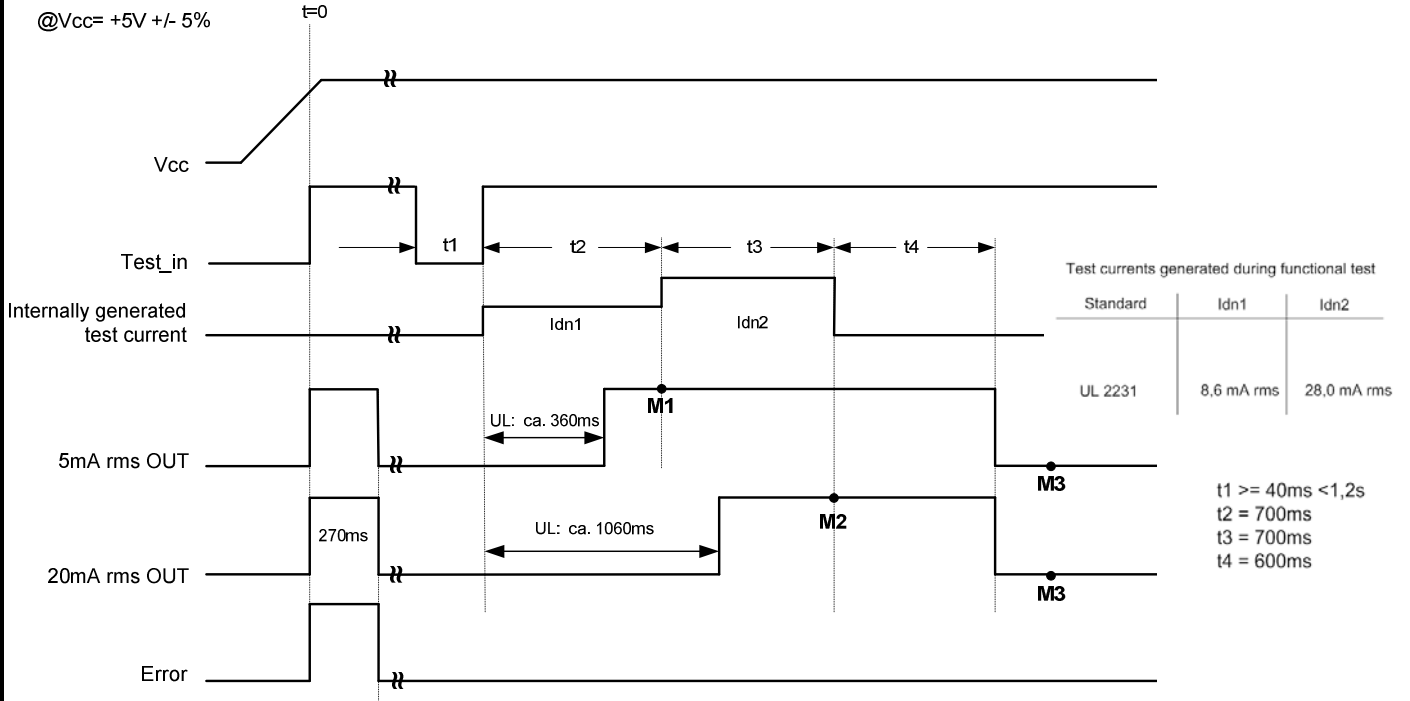 @Vcc= +5V +/- 5%
t=0
Vcc
Test_in
t1
t2
t3
t4
Internally generated
test current
Idn1
Idn2
Test currents generated during functional test
Standard
Idn1
Idn2
UL 2231
8,6 mA rms
28,0 mA rms
M1
UL: ca. 360ms
5mA rms OUT
M3
270ms
UL: ca. 1060ms
M2
20mA rms OUT
M3
t1 >= 40ms <1,2s
t2 = 700ms
t3 = 700ms
t4 = 600ms
Error